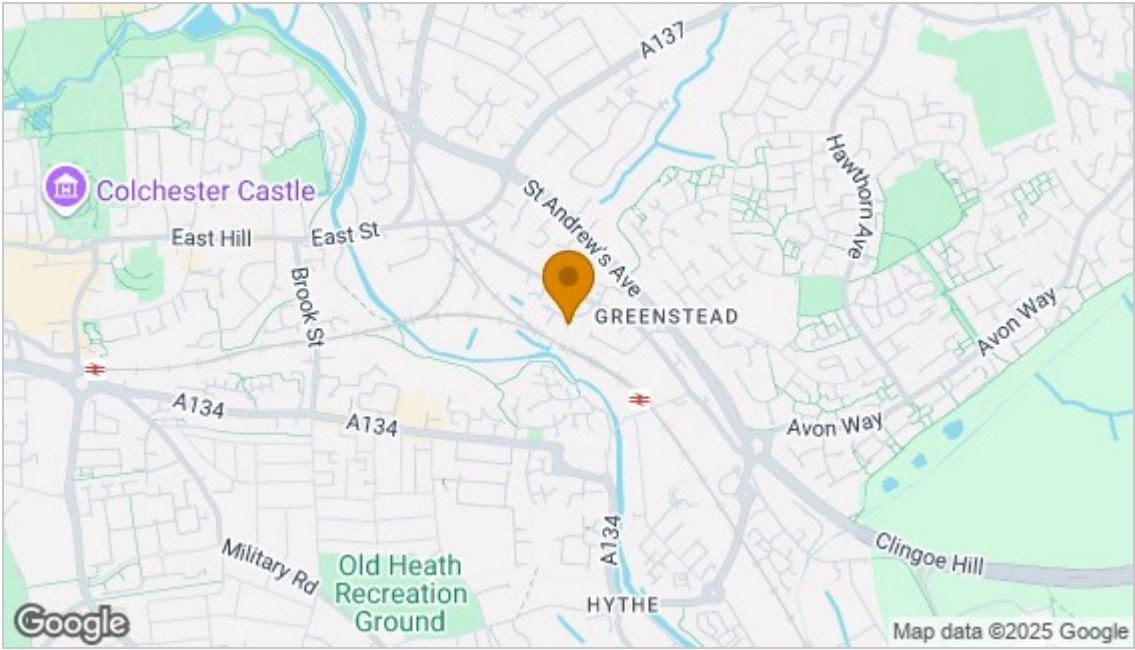 A137
Colchester Castle
St Andrew's Ave
Hawthorn Ave
East Hill
East St
Brook St
GREENSTEAD
Avon Way
A134
A134
Avon Way
A134
Clingoe Hill
Military Rd
Old Heath
Recreation
Ground
HYTHE
Google
Map data ©2025 Google